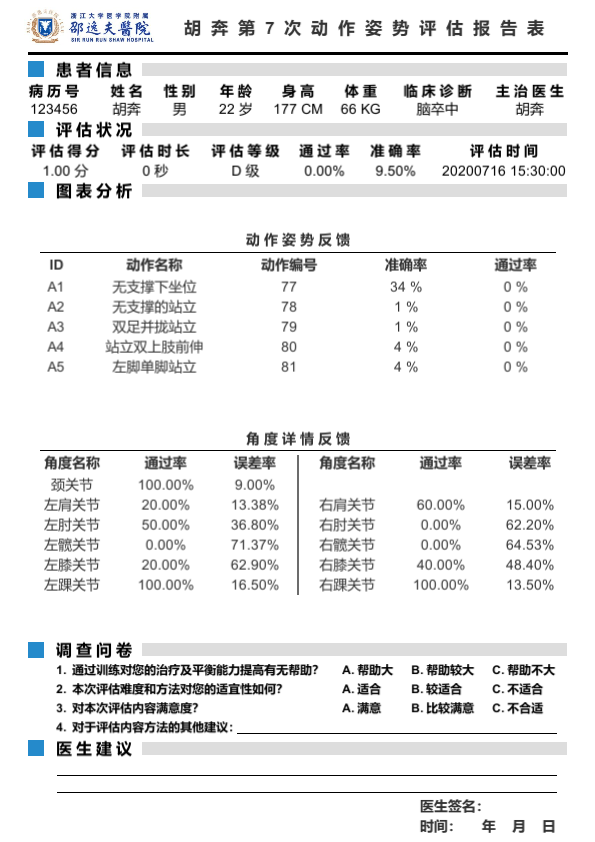 浙江大学医学院附属
邵逸夫醫院
SIR RUN RUN SHAW HOSPITAL
胡奔第7次动作姿势评估报告表
患者信息
病历号 姓名 性别 年龄 身高 体重 临床诊断 主治医生
123456 胡奔 男 22 岁 177 CM 66 KG 脑卒中 胡奔
评估状况
评估得分 评估时长 评估等级 通过率 准确率 评估时间
1.00 分 0 秒 D 级 0.00% 9.50% 20200716 15:30:00
图表分析
动作姿势反馈
ID 动作名称 动作编号 准确率 通过率
A1 无支撑下坐位 77 34 % 0 %
A2 无支撑的站立 78 1 % 0 %
A3 双足并拢站立 79 1 % 0 %
A4 站立双上肢前伸 80 4 % 0 %
A5 左脚单脚站立 81 4 % 0 %
角度详情反馈
角度名称 通过率 误差率 角度名称 通过率 误差率
颈关节 100.00% 9.00%
左肩关节 20.00% 13.38% 右肩关节 60.00% 15.00%
左肘关节 50.00% 36.80% 右肘关节 0.00% 62.20%
左髋关节 0.00% 71.37% 右髋关节 0.00% 64.53%
左膝关节 20.00% 62.90% 右膝关节 40.00% 48.40%
左踝关节 100.00% 16.50% 右踝关节 100.00% 13.50%
调查问卷
1. 通过训练对您的治疗及平衡能力提高有无帮助？ A. 帮助大 B. 帮助较大 C. 帮助不大
2. 本次评估难度和方法对您的适宜性如何？ A. 适合 B. 较适合 C. 不适合
3. 对本次评估内容满意度？ A. 满意 B. 比较满意 C. 不合适
4. 对于评估内容方法的其他建议：
医生建议
医生签名：
时间： 年 月 日